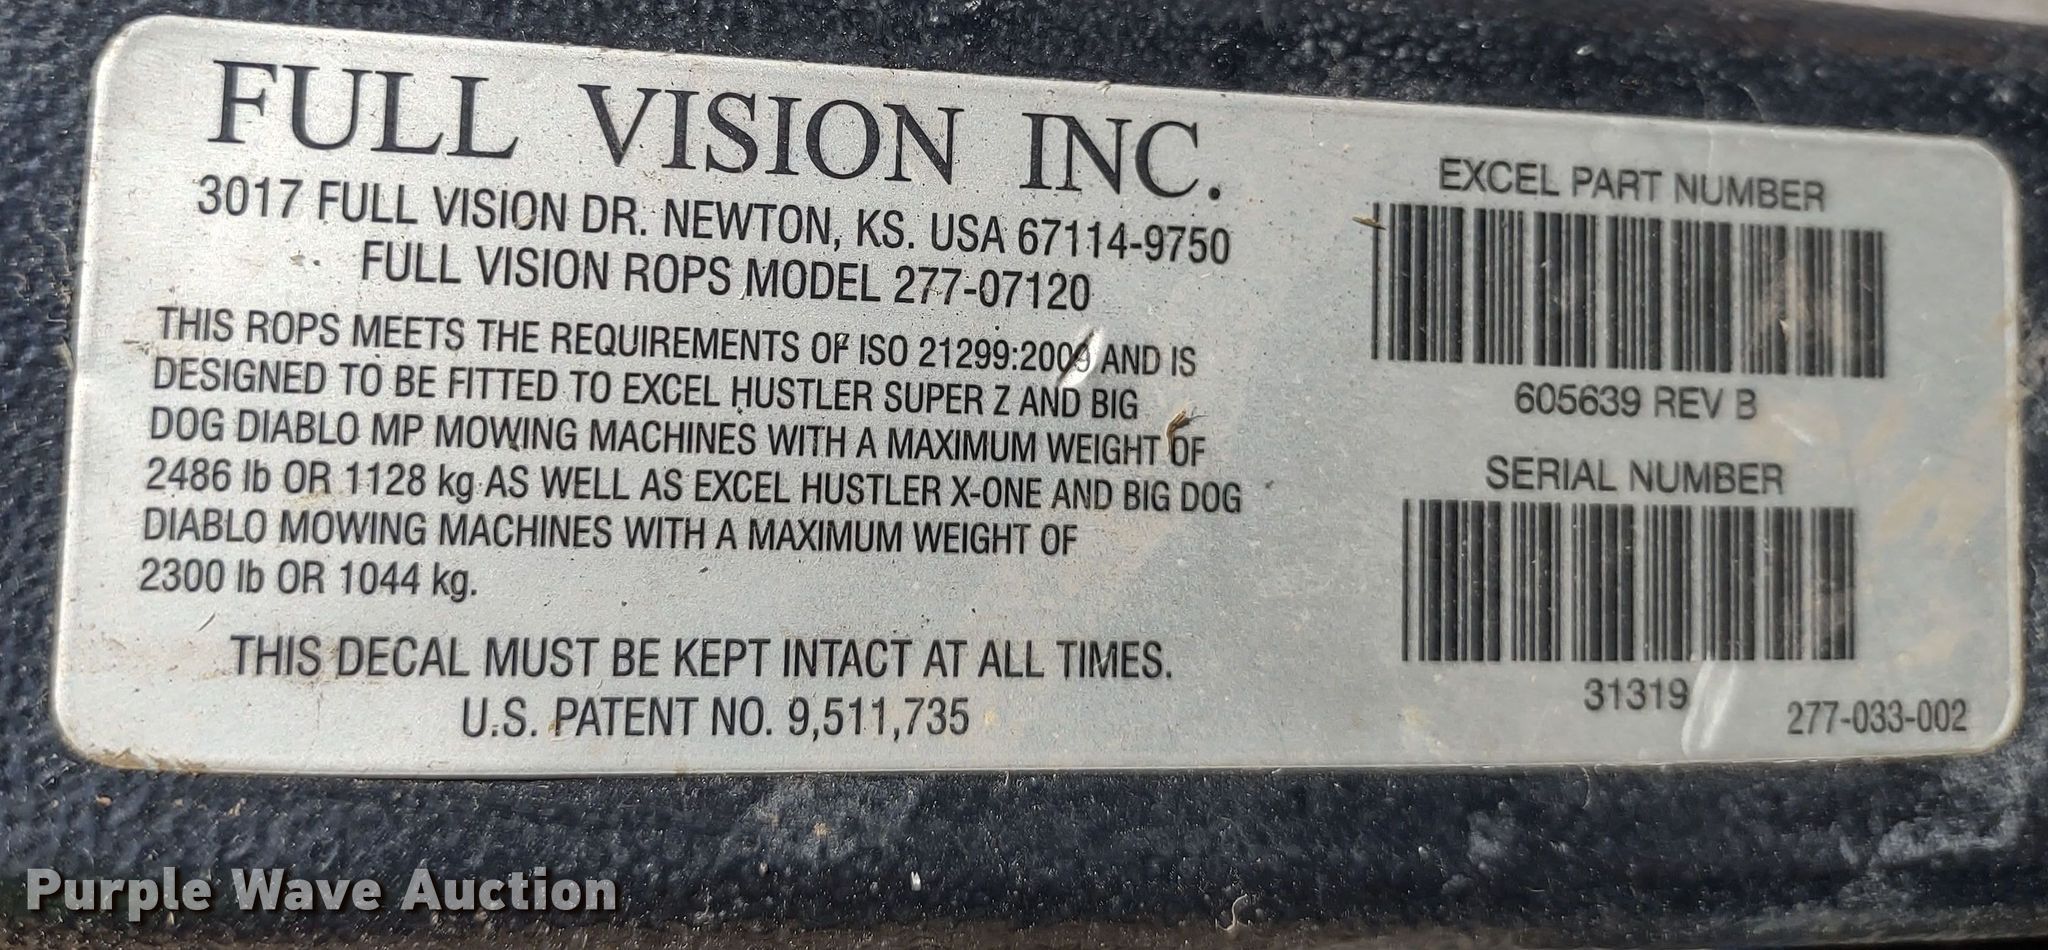 FULL VISION INC.
3017 FULL VISION DR. NEWTON, KS. USA 67114-9750
FULL VISION ROPS MODEL 277-07120
THIS ROPS MEETS THE REQUIREMENTS OF ISO 21299:2009 AND IS
DESIGNED TO BE FITTED TO EXCEL HUSTLER SUPER Z AND BIG
DOG DIABLO MP MOWING MACHINES WITH A MAXIMUM WEIGHT OF
2486 lb OR 1128 kg AS WELL AS EXCEL HUSTLER X-ONE AND BIG DOG
DIABLO MOWING MACHINES WITH A MAXIMUM WEIGHT OF
2300 lb OR 1044 kg.
THIS DECAL MUST BE KEPT INTACT AT ALL TIMES.
U.S. PATENT NO. 9,511,735
EXCEL PART NUMBER
605639 REV B
SERIAL NUMBER
31319
277-033-002
Purple Wave Auction